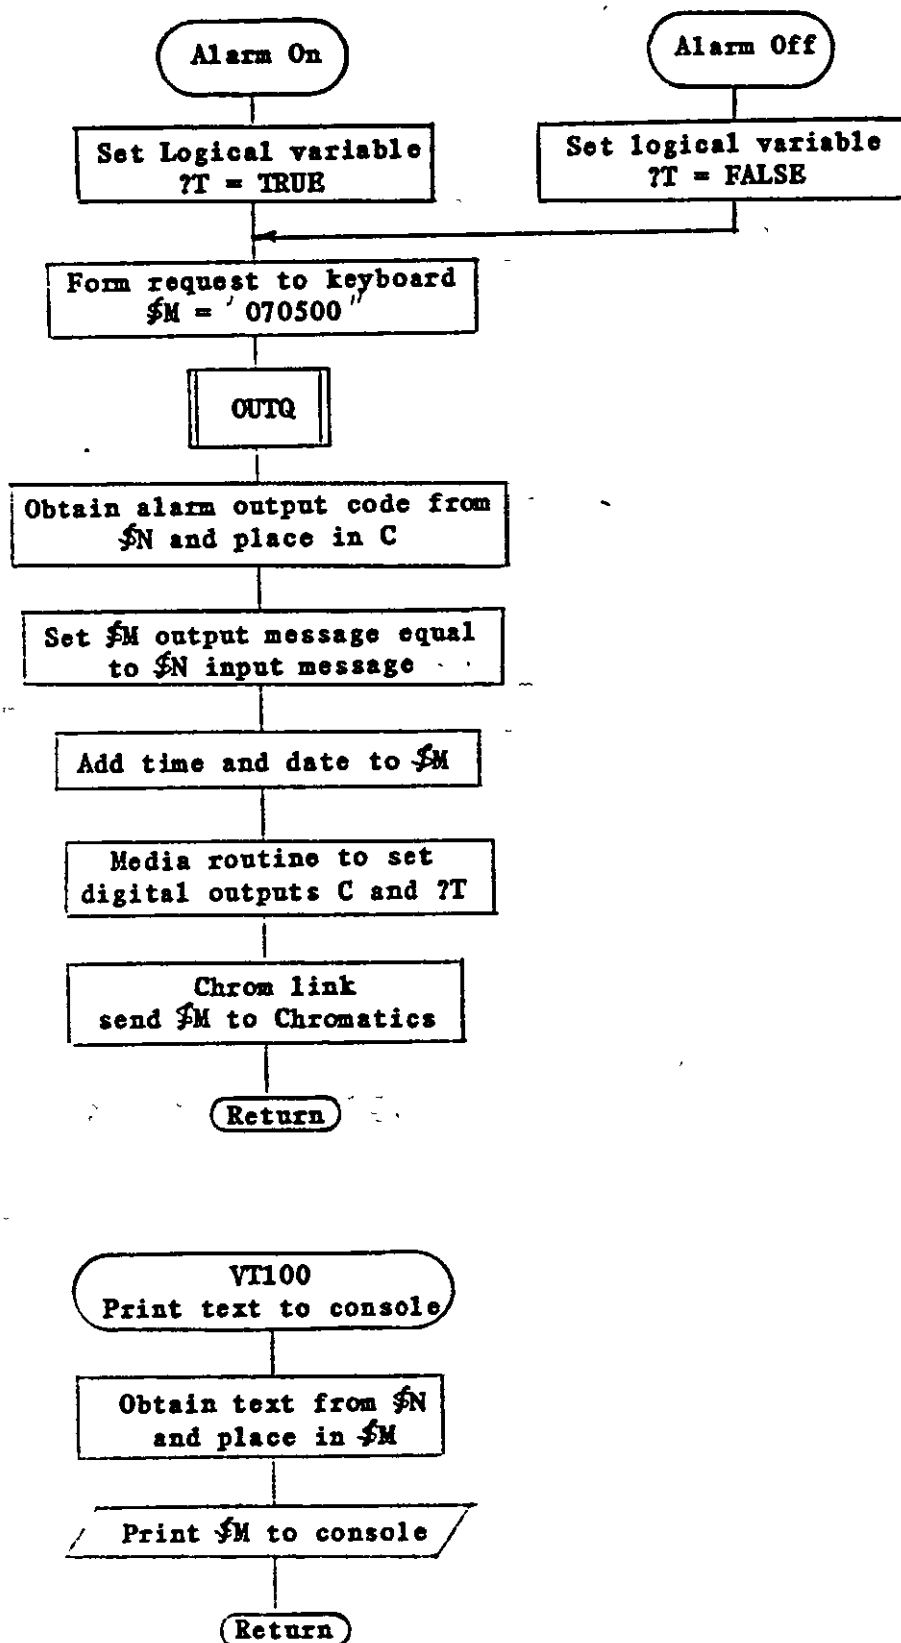 Alarm On
Alarm Off
Set Logical variable
?T = TRUE
Set logical variable
?T = FALSE
Form request to keyboard
$M = " 070500 "
OUTQ
Obtain alarm output code from
$N and place in C
Set $M output message equal
to $N input message
Add time and date to $M
Media routine to set
digital outputs C and ?T
Chrom link
send $M to Chromatics
Return
VT100
Print text to console
Obtain text from $N
and place in $M
Print $M to console
Return